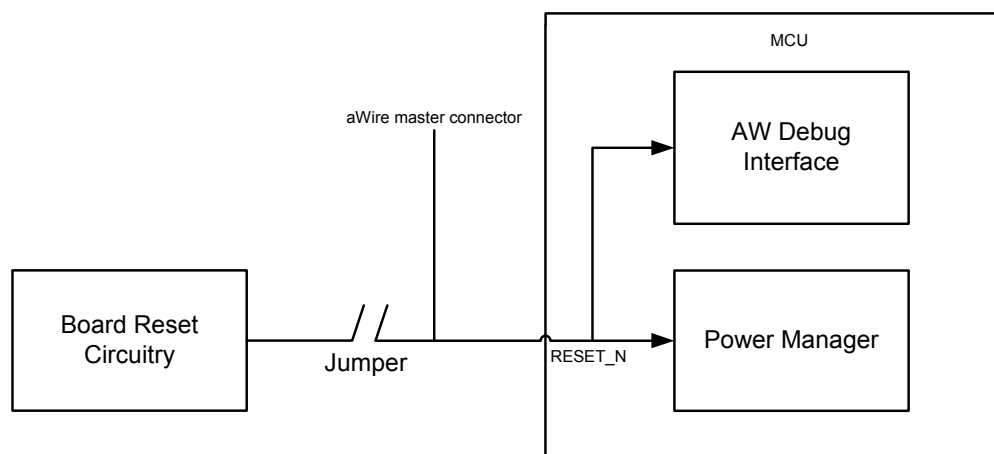 MCU
aWire master connector
AW Debug
Interface
Board Reset
Circuitry
Jumper
RESET_N
Power Manager